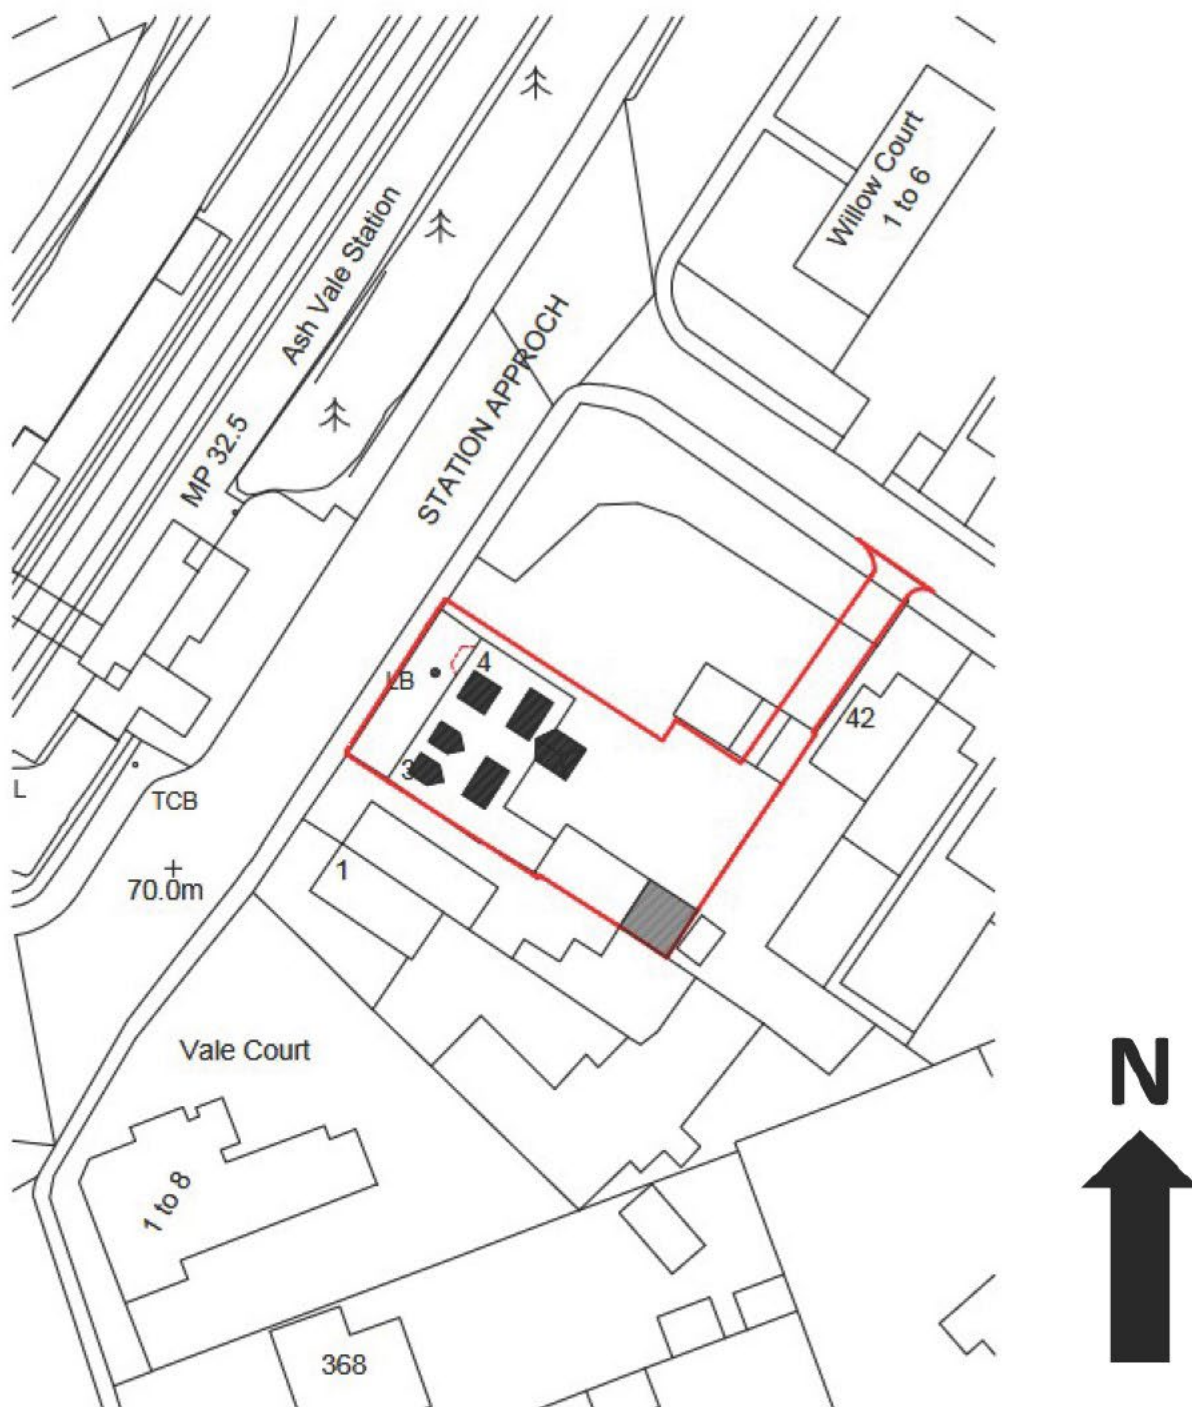 Willow Court
1 to 6
Ash Vale Station
STATION APPROCH
MP 32.5
4
LB
3
42
L
TCB
1
70.0m
Vale Court
1 to 8
368
N